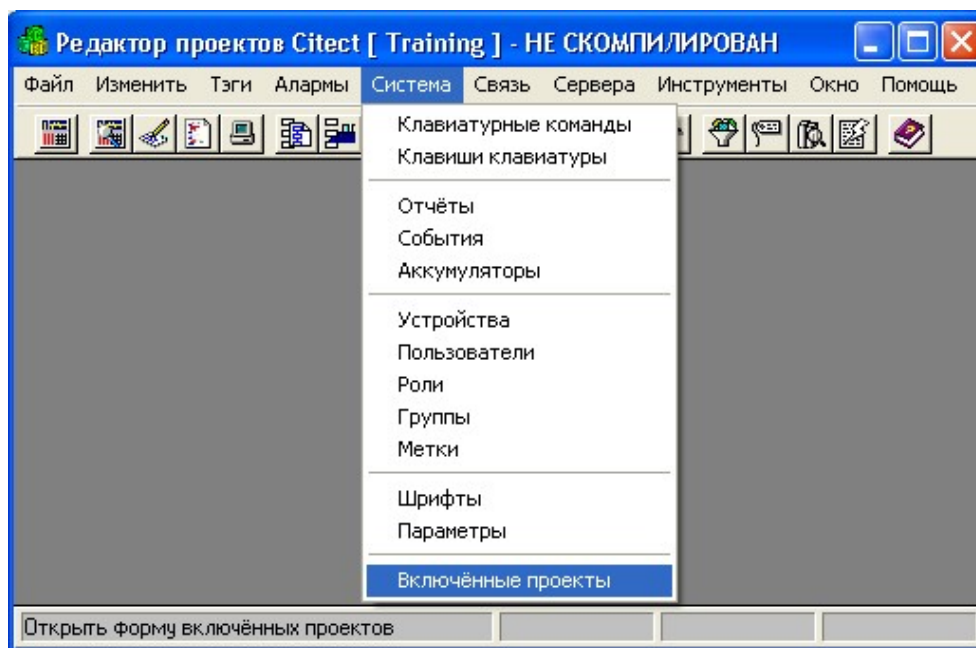 Редактор проектов Citect [ Training ] - НЕ СКОМПИЛИРОВАН
Файл Изменить Тэги Алармы Система Связь Сервера Инструменты Окно Помощь
Клавиатурные команды
Клавиши клавиатуры
Отчёты
События
Аккумуляторы
Устройства
Пользователи
Роли
Группы
Метки
Шрифты
Параметры
Включённые проекты
Открыть форму включённых проектов